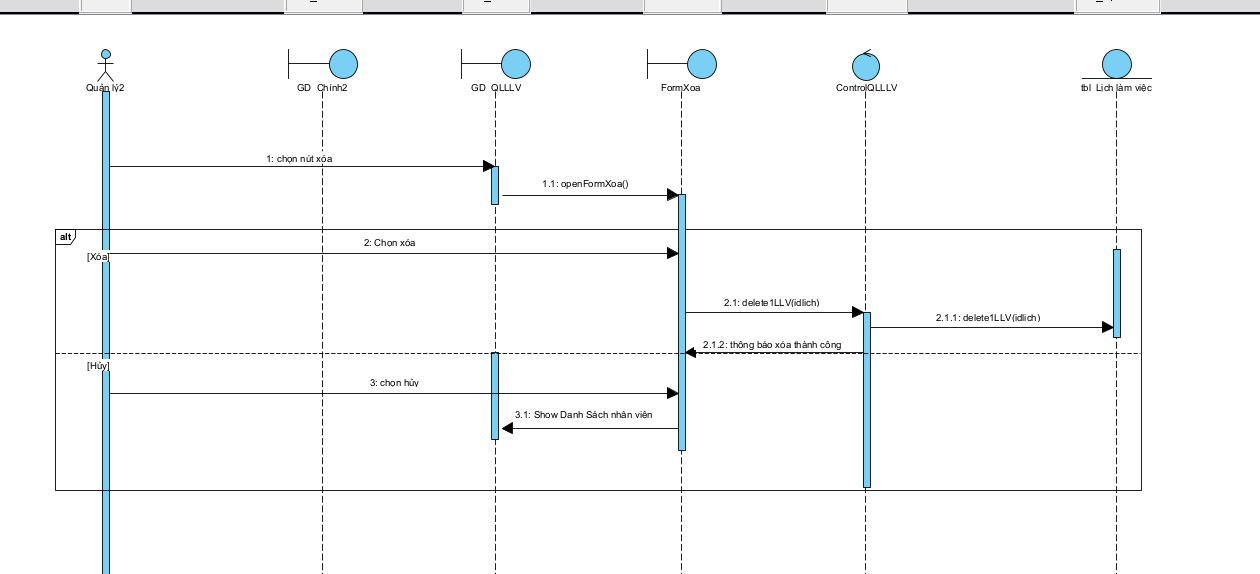 Quản lý2
GD_Chính2
GD_QLLLV
FormXoa
ControlQLLLV
tbl_Lịch làm việc
1: chọn nút xóa
1.1: openFormXoa()
alt
2: Chọn xóa
[Xóa]
2.1: delete1LLV(idlich)
2.1.1: delete1LLV(idlich)
2.1.2: thông báo xóa thành công
[Hủy]
3: chọn hủy
3.1: Show Danh Sách nhân viên